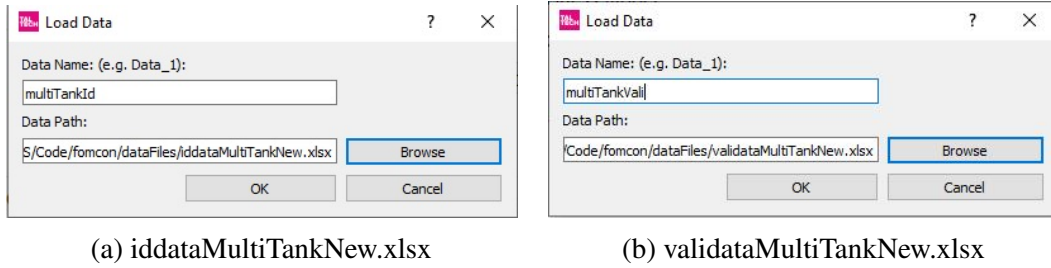 Load Data ? ×
Data Name: (e.g. Data_1):
multiTankId
Data Path:
S/Code/fomcon/dataFiles/iddataMultiTankNew.xlsx Browse
OK Cancel
(a) iddataMultiTankNew.xlsx
Load Data ? ×
Data Name: (e.g. Data_1):
multiTankVali
Data Path:
/Code/fomcon/dataFiles/validataMultiTankNew.xlsx Browse
OK Cancel
(b) validataMultiTankNew.xlsx